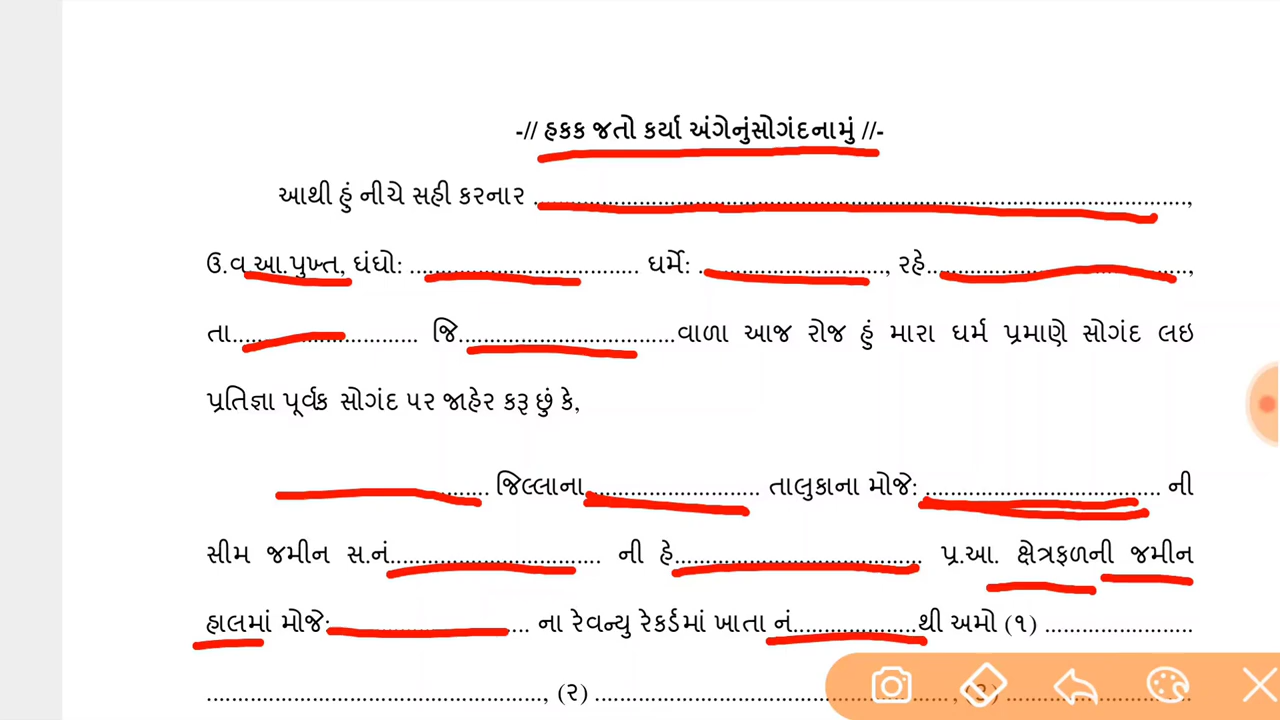 -// હકક જતો કર્યા અંગેનુંસોગંદનામું //-
આથી હું નીચે સહી કરનાર ..............................................................................................................,
ઉ.વ.આ.પુખ્ત, ધંધો: ...................................... ધર્મે: ..............................., રહે...........................................,
તા................................ જિ....................................વાળા આજ રોજ હું મારા ધર્મ પ્રમાણે સોગંદ લઇ
પ્રતિજ્ઞા પૂર્વક સોગંદ પર જાહેર કરૂ છું કે,
................................... જિલ્લાના............................. તાલુકાના મોજે: ....................................... ની
સીમ જમીન સ.નં................................... ની હે........................................ પ્ર.આ. ક્ષેત્રફળની જમીન
હાલમાં મોજે:................................. ના રેવન્યુ રેકર્ડમાં ખાતા નં.....................થી અમો (૧) ........................
......................................................, (૨) .........................................................., (૩) ..............................